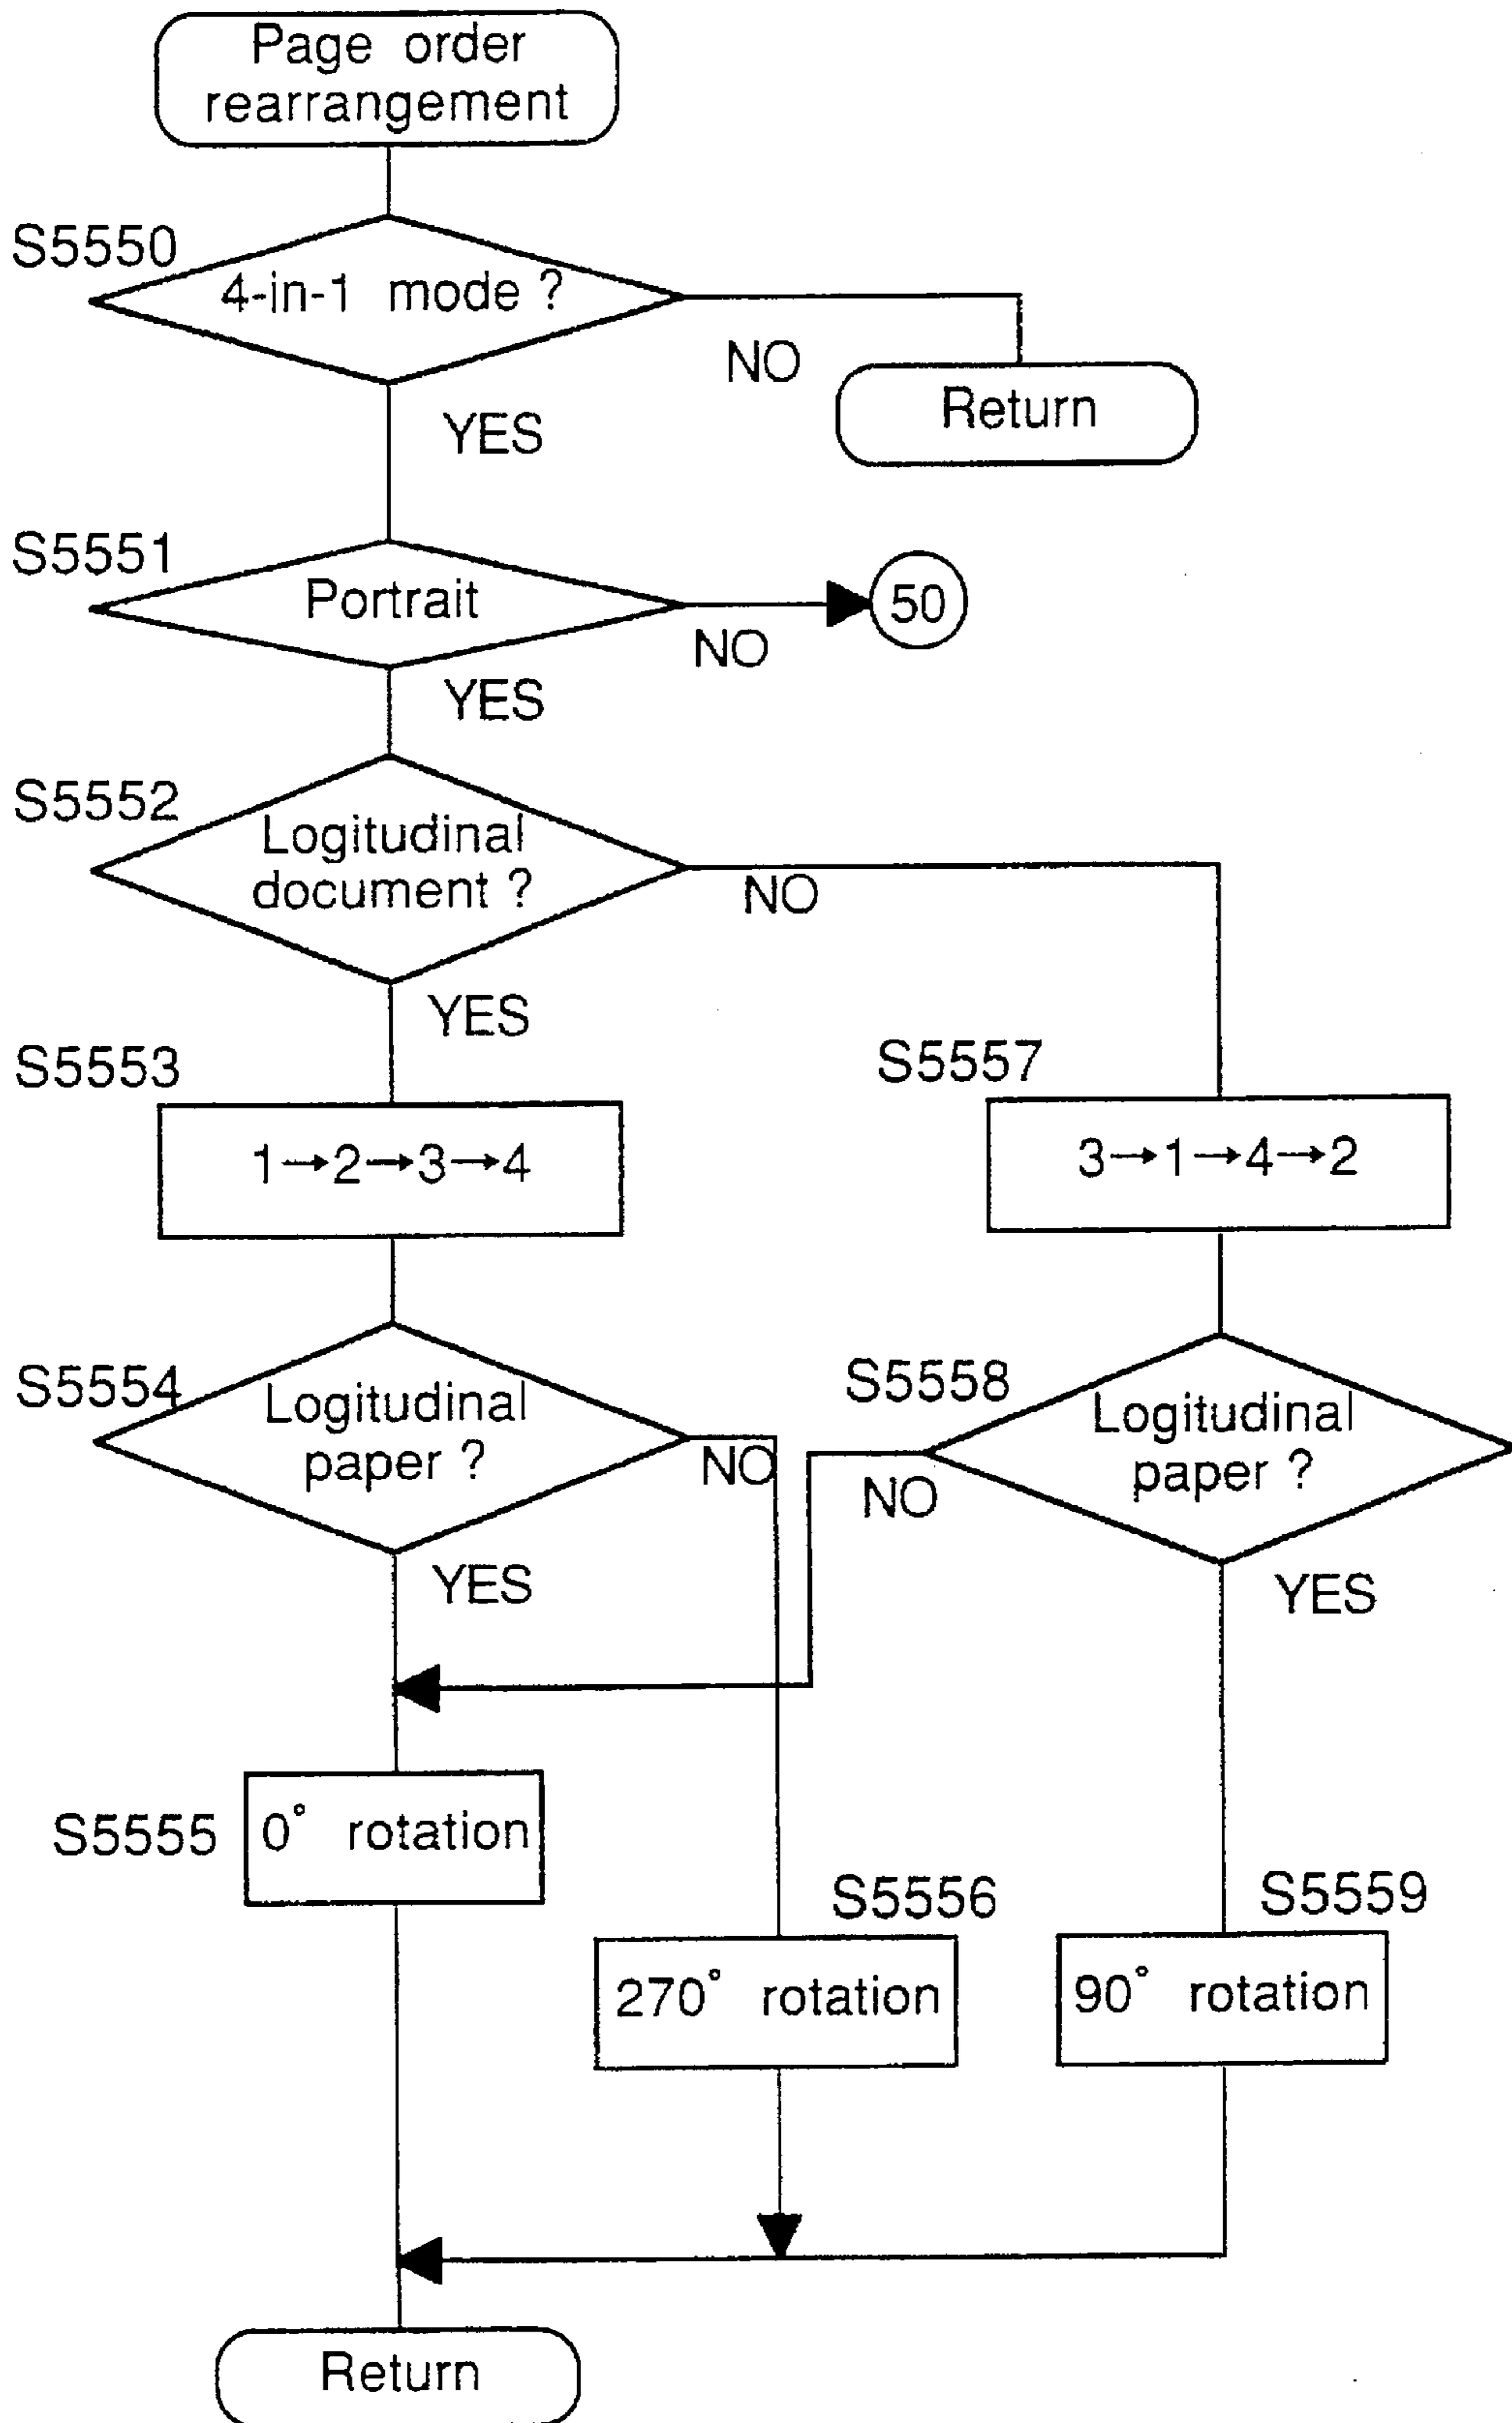 Page order
rearrangement
S5550
4-in-1 mode ?
NO
Return
YES
S5551
Portrait
50
NO
YES
S5552
Logitudinal
document ?
NO
YES
S5553
1→2→3→4
S5557
3→1→4→2
S5554
Logitudinal
paper ?
NO
YES
S5558
Logitudinal
paper ?
NO
YES
S5555
0° rotation
S5556
270° rotation
S5559
90° rotation
Return